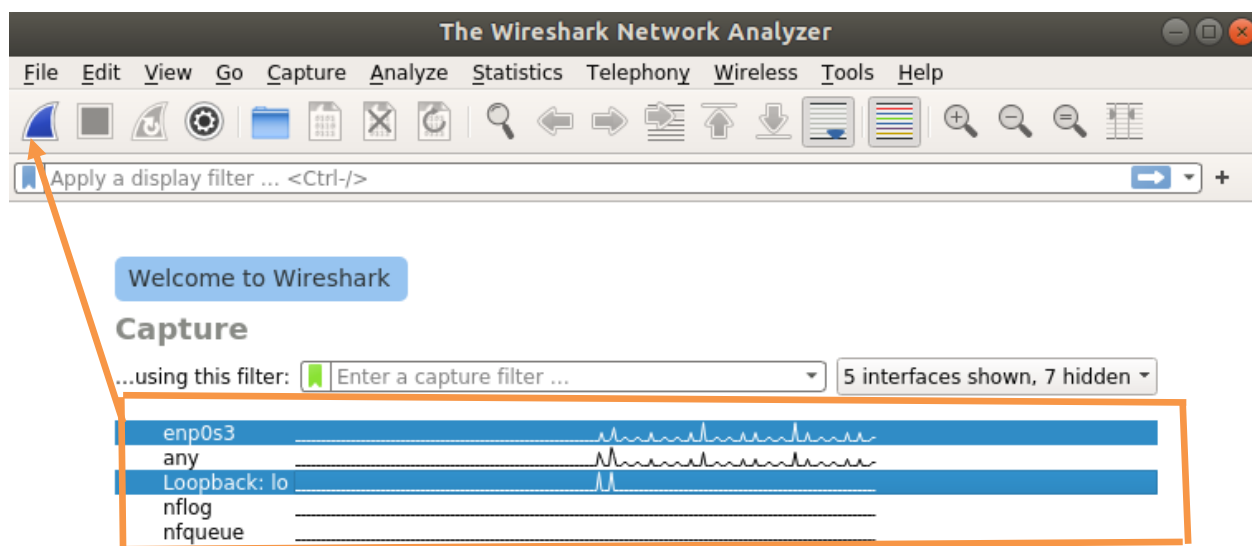 The Wireshark Network Analyzer
File Edit View Go Capture Analyze Statistics Telephony Wireless Tools Help
Apply a display filter ... <Ctrl-/>
Welcome to Wireshark
Capture
...using this filter: Enter a capture filter ... 5 interfaces shown, 7 hidden
enp0s3
any
Loopback: lo
nflog
nfqueue